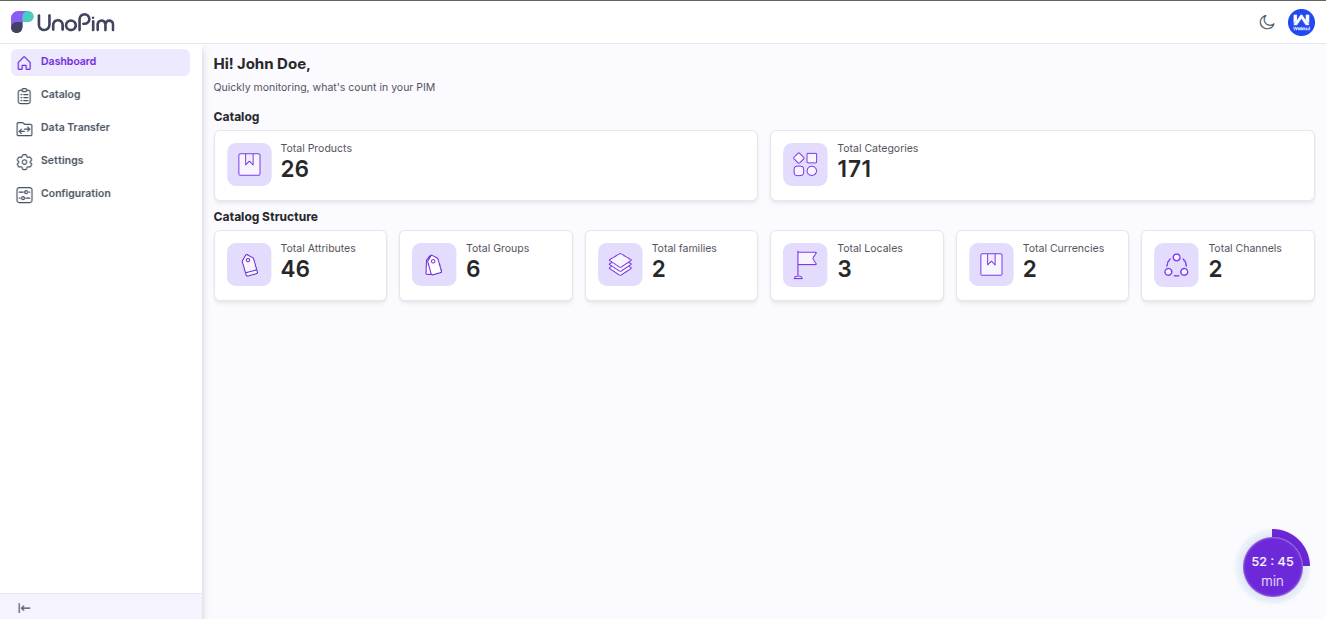 UnoPim
Webkul
Dashboard
Catalog
Data Transfer
Settings
Configuration
Hi! John Doe,
Quickly monitoring, what's count in your PIM
Catalog
Total Products
26
Total Categories
171
Catalog Structure
Total Attributes
46
Total Groups
6
Total families
2
Total Locales
3
Total Currencies
2
Total Channels
2
52 : 45
min